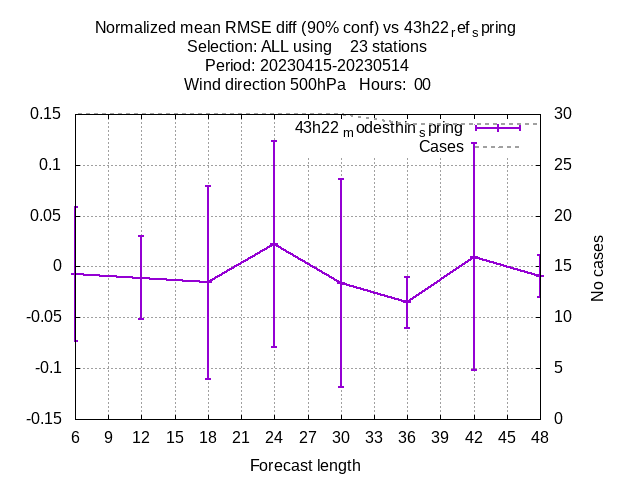 Normalized mean RMSE diff (90% conf) vs 43h22refspring
Selection: ALL using 23 stations
Period: 20230415-20230514
Wind direction 500hPa Hours: 00
0.15
0.1
0.05
0
-0.05
-0.1
-0.15
30
25
20
15
10
5
0
43h22modesthinspring
Cases
No cases
6 9 12 15 18 21 24 27 30 33 36 39 42 45 48
Forecast length